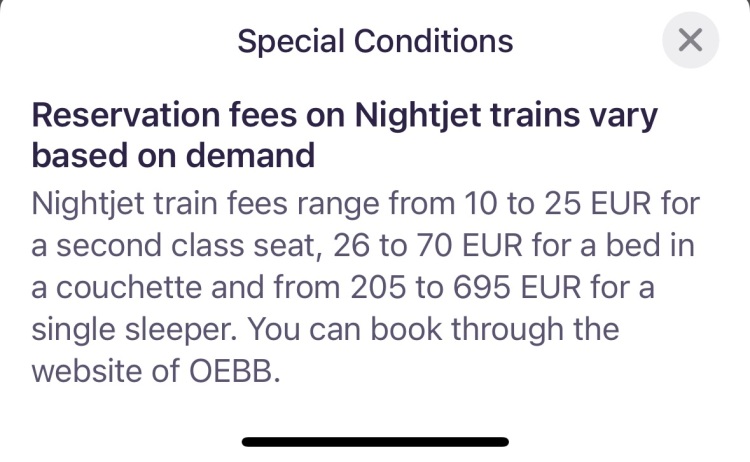 Special Conditions
Reservation fees on Nightjet trains vary
based on demand
Nightjet train fees range from 10 to 25 EUR for
a second class seat, 26 to 70 EUR for a bed in
a couchette and from 205 to 695 EUR for a
single sleeper. You can book through the
website of OEBB.